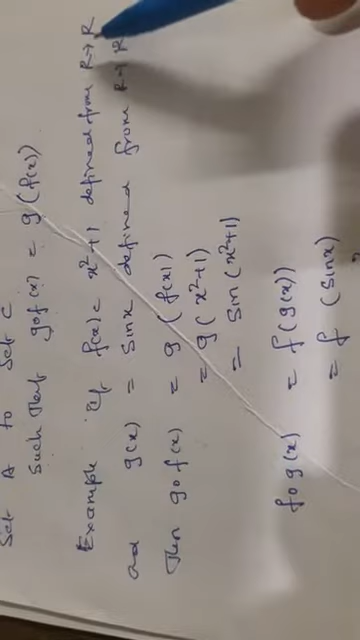 Set A to Set C
Such that gof(x) = g(f(x))
Example If f(x) = x²+1 defined from R→R
and g(x) = Sinx defined from R→R
Then gof(x) = g(f(x))
= g(x²+1)
= Sin(x²+1)
fog(x) = f(g(x))
= f(Sinx)